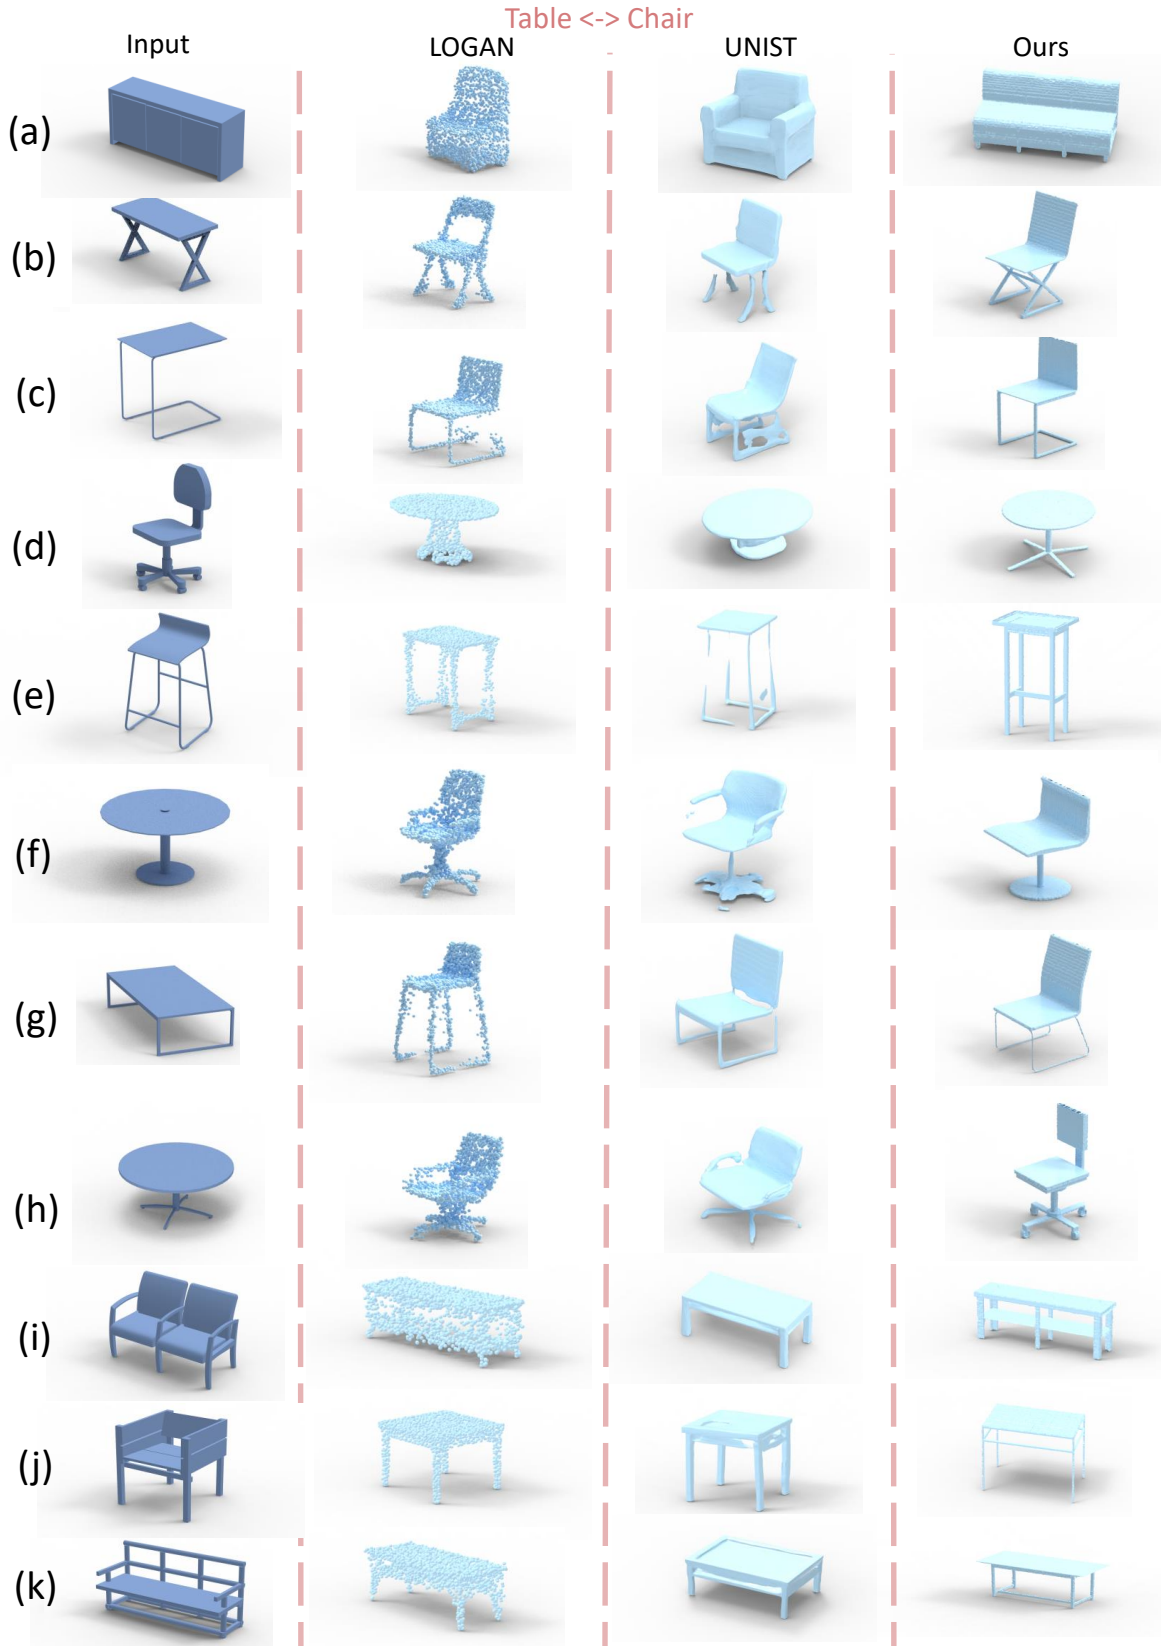 Table <-> Chair
Input LOGAN UNIST Ours
(a)
(b)
(c)
(d)
(e)
(f)
(g)
(h)
(i)
(j)
(k)